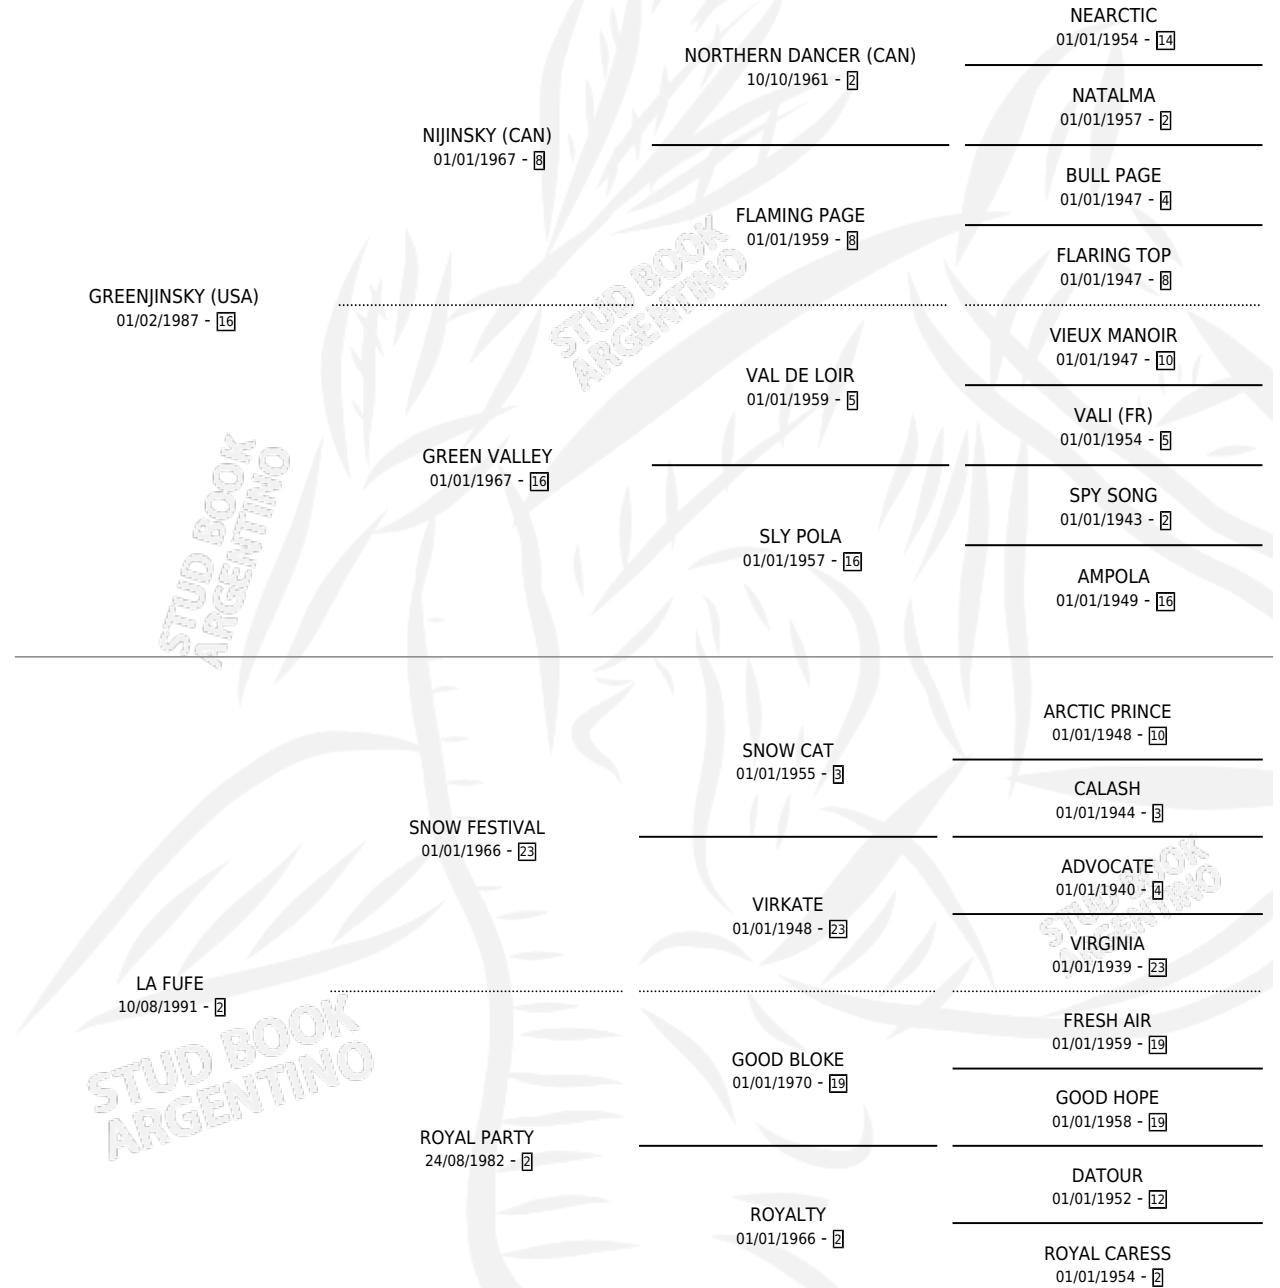 NEARCTIC
01/01/1954 - 14
NORTHERN DANCER (CAN)
10/10/1961 - 2
NATALMA
01/01/1957 - 2
NIJINSKY (CAN)
01/01/1967 - 8
BULL PAGE
01/01/1947 - 4
FLAMING PAGE
01/01/1959 - 8
FLARING TOP
01/01/1947 - 8
GREENJINSKY (USA)
01/02/1987 - 16
STUD BOOK
ARGENTINO
VIEUX MANOIR
01/01/1947 - 10
VAL DE LOIR
01/01/1959 - 5
VALI (FR)
01/01/1954 - 5
GREEN VALLEY
01/01/1967 - 16
SPY SONG
01/01/1943 - 2
SLY POLA
01/01/1957 - 16
AMPOLA
01/01/1949 - 16
STUD BOOK
ARGENTINO
ARCTIC PRINCE
01/01/1948 - 10
SNOW CAT
01/01/1955 - 3
CALASH
01/01/1944 - 3
SNOW FESTIVAL
01/01/1966 - 23
ADVOCATE
01/01/1940 - 4
VIRKATE
01/01/1948 - 23
STUD BOOK
ARGENTINO
VIRGINIA
01/01/1939 - 23
LA FUFE
10/08/1991 - 2
FRESH AIR
01/01/1959 - 19
GOOD BLOKE
01/01/1970 - 19
GOOD HOPE
01/01/1958 - 19
STUD BOOK
ARGENTINO
ROYAL PARTY
24/08/1982 - 2
DATOUR
01/01/1952 - 12
ROYALTY
01/01/1966 - 2
ROYAL CARESS
01/01/1954 - 2